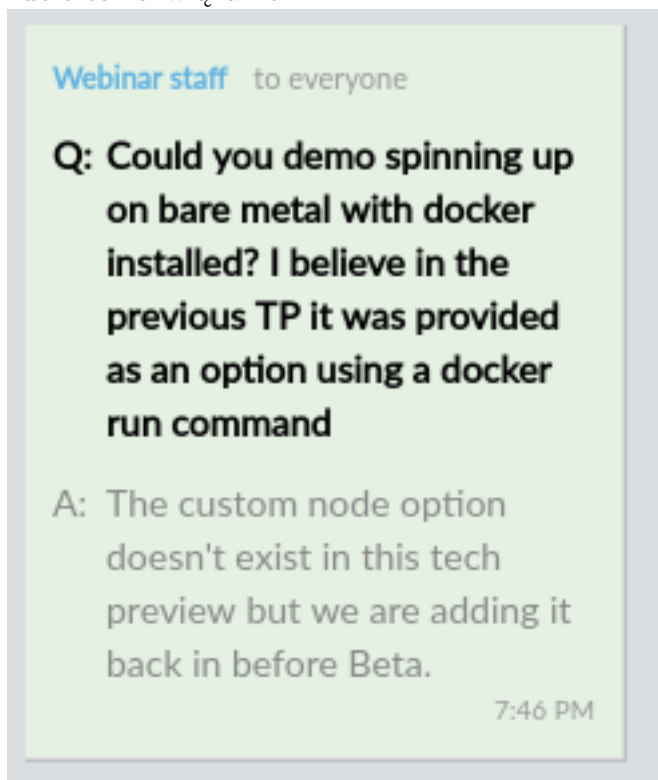 Webinar staff to everyone
Q: Could you demo spinning up
on bare metal with docker
installed? I believe in the
previous TP it was provided
as an option using a docker
run command
A: The custom node option
doesn't exist in this tech
preview but we are adding it
back in before Beta.
7:46 PM